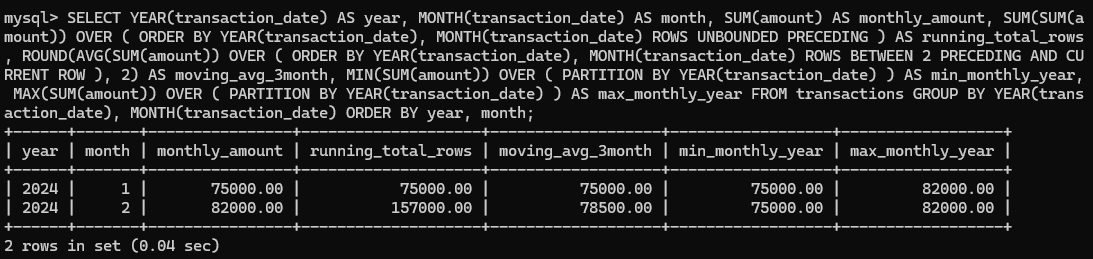 mysql> SELECT YEAR(transaction_date) AS year, MONTH(transaction_date) AS month, SUM(amount) AS monthly_amount, SUM(SUM(a
mount)) OVER ( ORDER BY YEAR(transaction_date), MONTH(transaction_date) ROWS UNBOUNDED PRECEDING ) AS running_total_rows
, ROUND(AVG(SUM(amount)) OVER ( ORDER BY YEAR(transaction_date), MONTH(transaction_date) ROWS BETWEEN 2 PRECEDING AND CU
RRENT ROW ), 2) AS moving_avg_3month, MIN(SUM(amount)) OVER ( PARTITION BY YEAR(transaction_date) ) AS min_monthly_year,
 MAX(SUM(amount)) OVER ( PARTITION BY YEAR(transaction_date) ) AS max_monthly_year FROM transactions GROUP BY YEAR(trans
action_date), MONTH(transaction_date) ORDER BY year, month;
+------+-------+----------------+--------------------+-------------------+------------------+------------------+
| year | month | monthly_amount | running_total_rows | moving_avg_3month | min_monthly_year | max_monthly_year |
+------+-------+----------------+--------------------+-------------------+------------------+------------------+
| 2024 |     1 |       75000.00 |           75000.00 |          75000.00 |         75000.00 |         82000.00 |
| 2024 |     2 |       82000.00 |          157000.00 |          78500.00 |         75000.00 |         82000.00 |
+------+-------+----------------+--------------------+-------------------+------------------+------------------+
2 rows in set (0.04 sec)